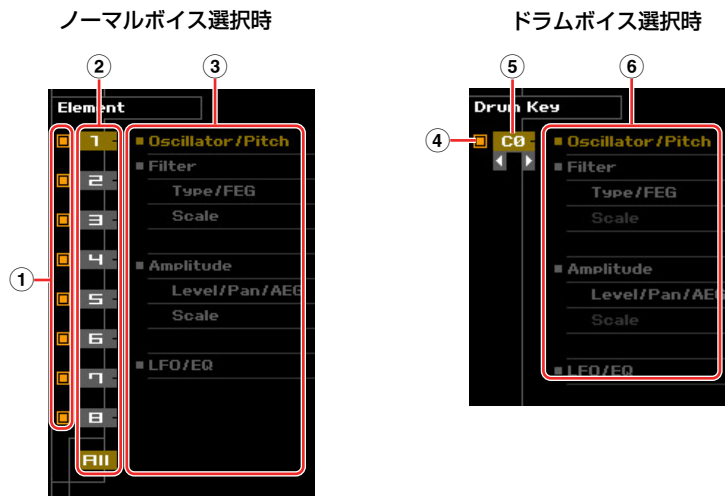 ノーマルボイス選択時
② ③
Element
1 Oscillator/Pitch
2 Filter
Type/FEG
3 Scale
4 Amplitude
① 5 Level/Pan/AEG
Scale
6
7 LFO/EQ
8
All
ドラムボイス選択時
⑤ ⑥
Drum Key
④ C0 Oscillator/Pitch
Filter
Type/FEG
Scale
Amplitude
Level/Pan/AEG
Scale
LFO/EQ